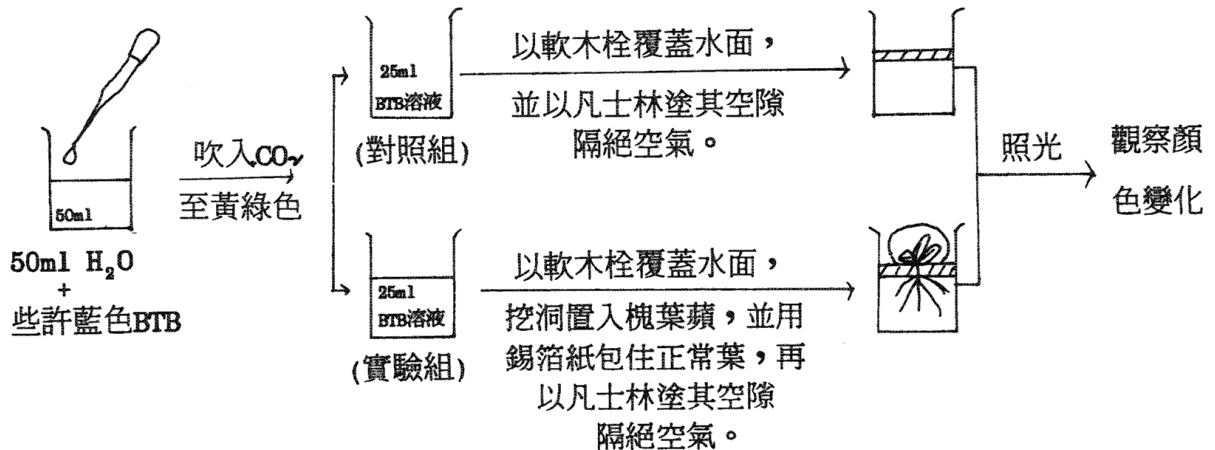 50ml
50ml H₂O
+
些許藍色BTB
吹入CO₂
至黃綠色
25ml
BTB溶液
(對照組)
以軟木栓覆蓋水面，
並以凡士林塗其空隙
隔絕空氣。
25ml
BTB溶液
(實驗組)
以軟木栓覆蓋水面，
挖洞置入槐葉蘋，並用
錫箔紙包住正常葉，再
以凡士林塗其空隙
隔絕空氣。
照光
觀察顏
色變化